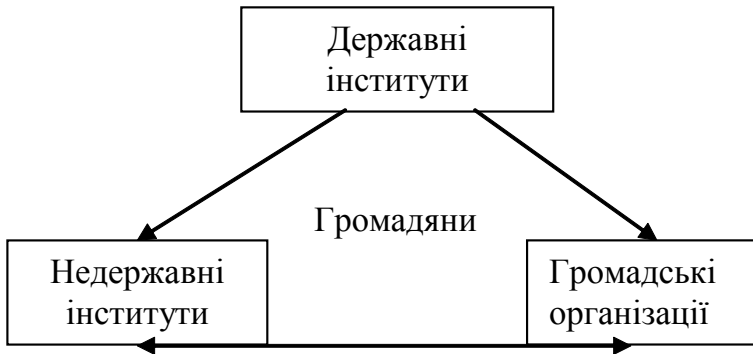 Державні
інститути
Громадяни
Недержавні
інститути
Громадські
організації